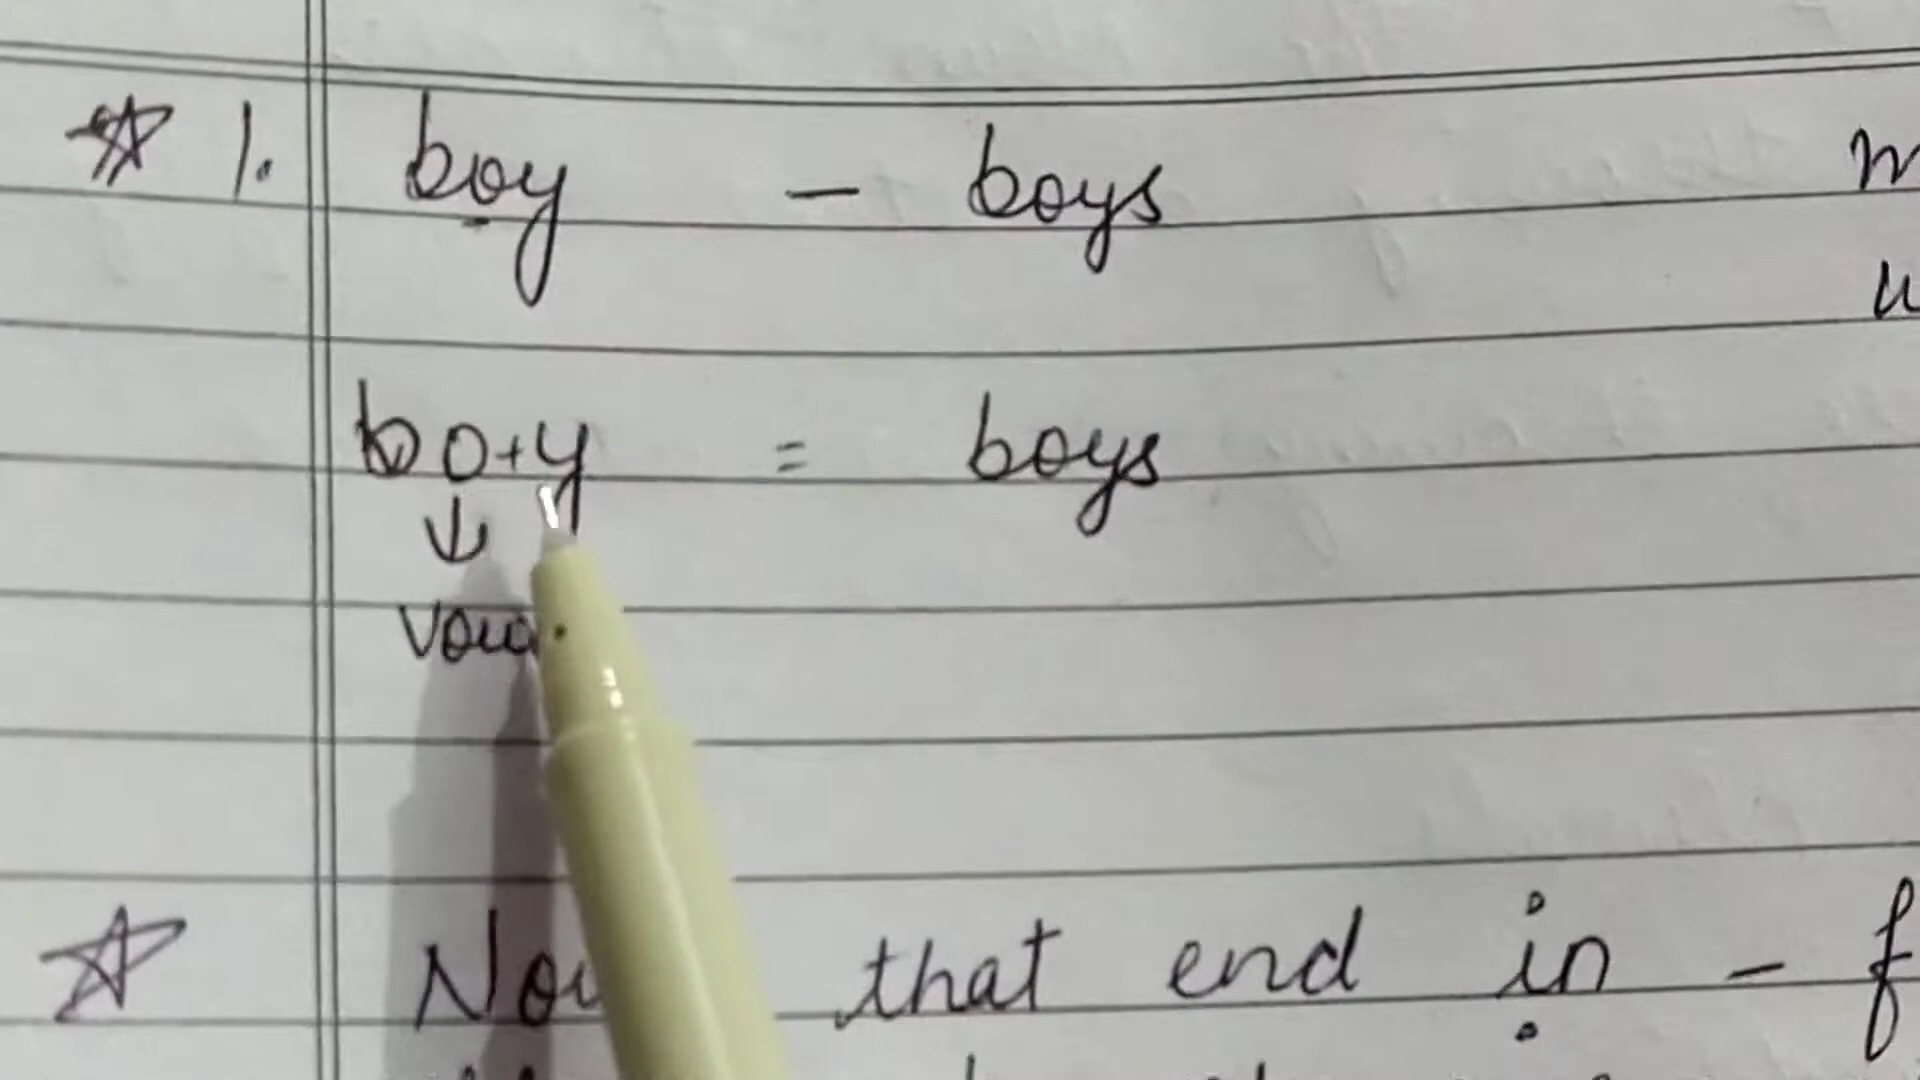 1. boy - boys
bo+y = boys
↓
that end in - f